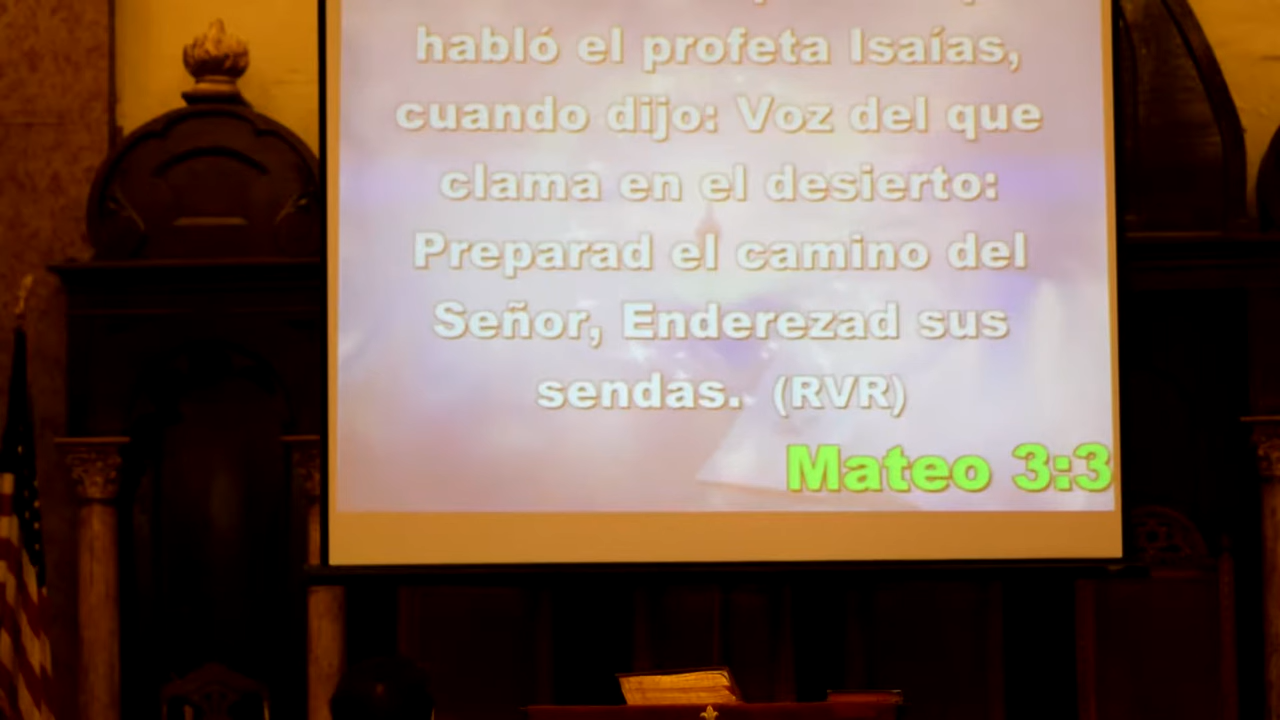 habló el profeta Isaías,
cuando dijo: Voz del que
clama en el desierto:
Preparad el camino del
Señor, Enderezad sus
sendas. (RVR)
Mateo 3:3